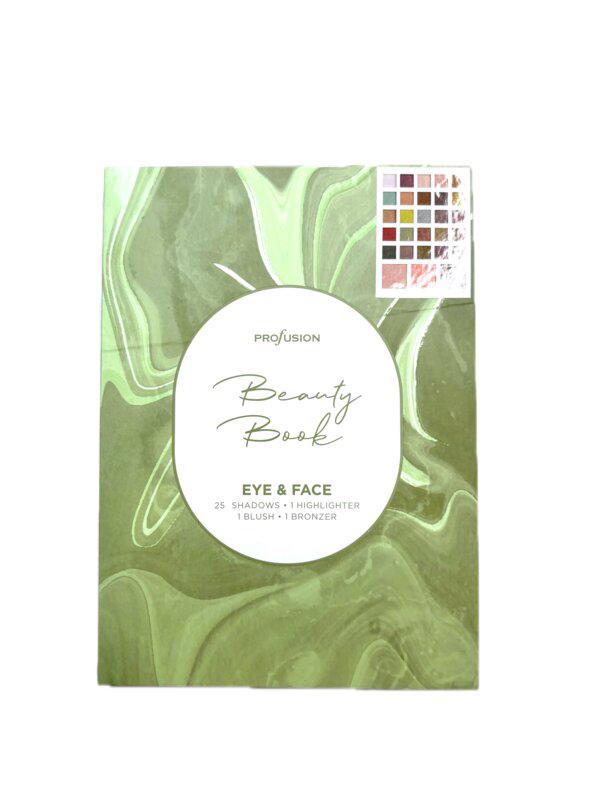 PROfUSION
Beauty
Book
EYE & FACE
25 SHADOWS • 1 HIGHLIGHTER
1 BLUSH • 1 BRONZER